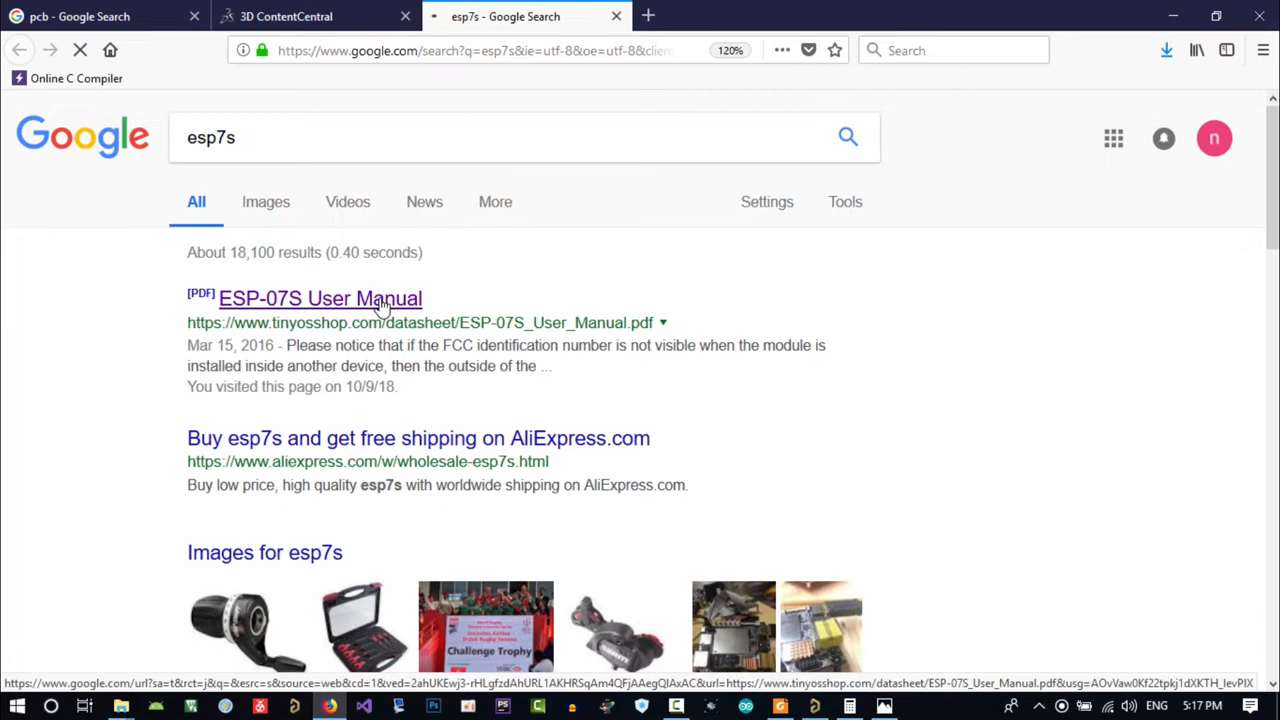 pcb - Google Search
3D ContentCentral
esp7s - Google Search
https://www.google.com/search?q=esp7s&ie=utf-8&oe=utf-8&clien
120%
Search
Online C Compiler
Google
esp7s
n
All
Images
Videos
News
More
Settings
Tools
About 18,100 results (0.40 seconds)
[PDF] ESP-07S User Manual
https://www.tinyosshop.com/datasheet/ESP-07S_User_Manual.pdf
Mar 15, 2016 - Please notice that if the FCC identification number is not visible when the module is
installed inside another device, then the outside of the ...
You visited this page on 10/9/18.
Buy esp7s and get free shipping on AliExpress.com
https://www.aliexpress.com/w/wholesale-esp7s.html
Buy low price, high quality esp7s with worldwide shipping on AliExpress.com.
Images for esp7s
Challenge Trophy
ENG
5:17 PM